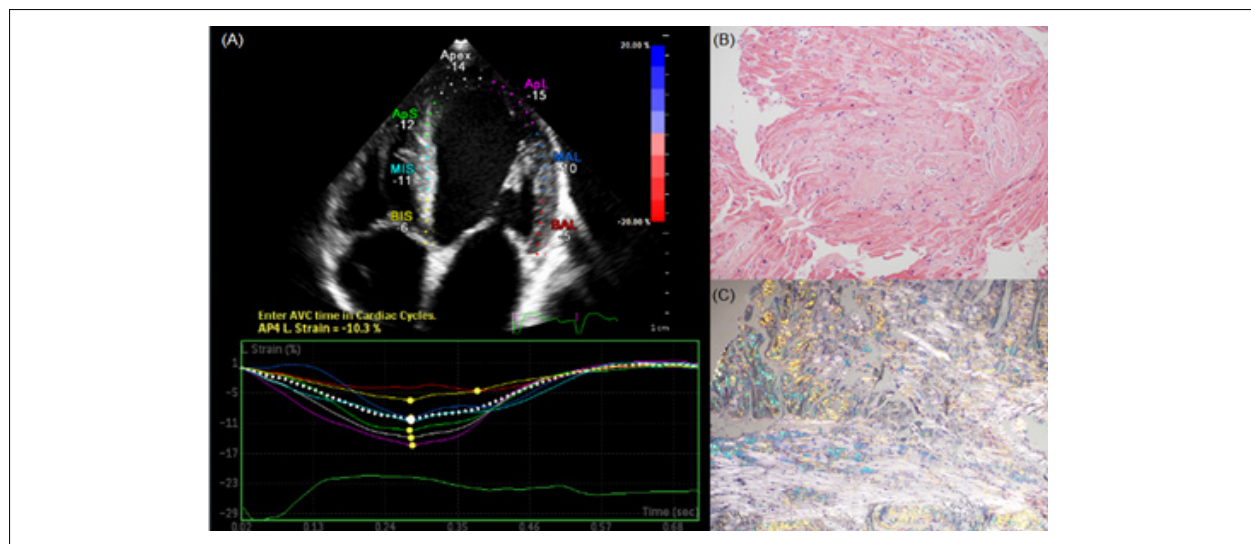 (A)
Apex
-14
ApL
-15
ApS
-12
MAL
-10
MIS
-11
BIS
-6
BAL
-5
20.00 %
-20.00 %
Enter AVC time in Cardiac Cycles.
AP4 L. Strain = -10.3 %
1 cm
L. Strain (%)
1
-5
-11
-17
-23
-29
Time (sec)
0.02 0.13 0.24 0.35 0.46 0.57 0.68
(B)
(C)